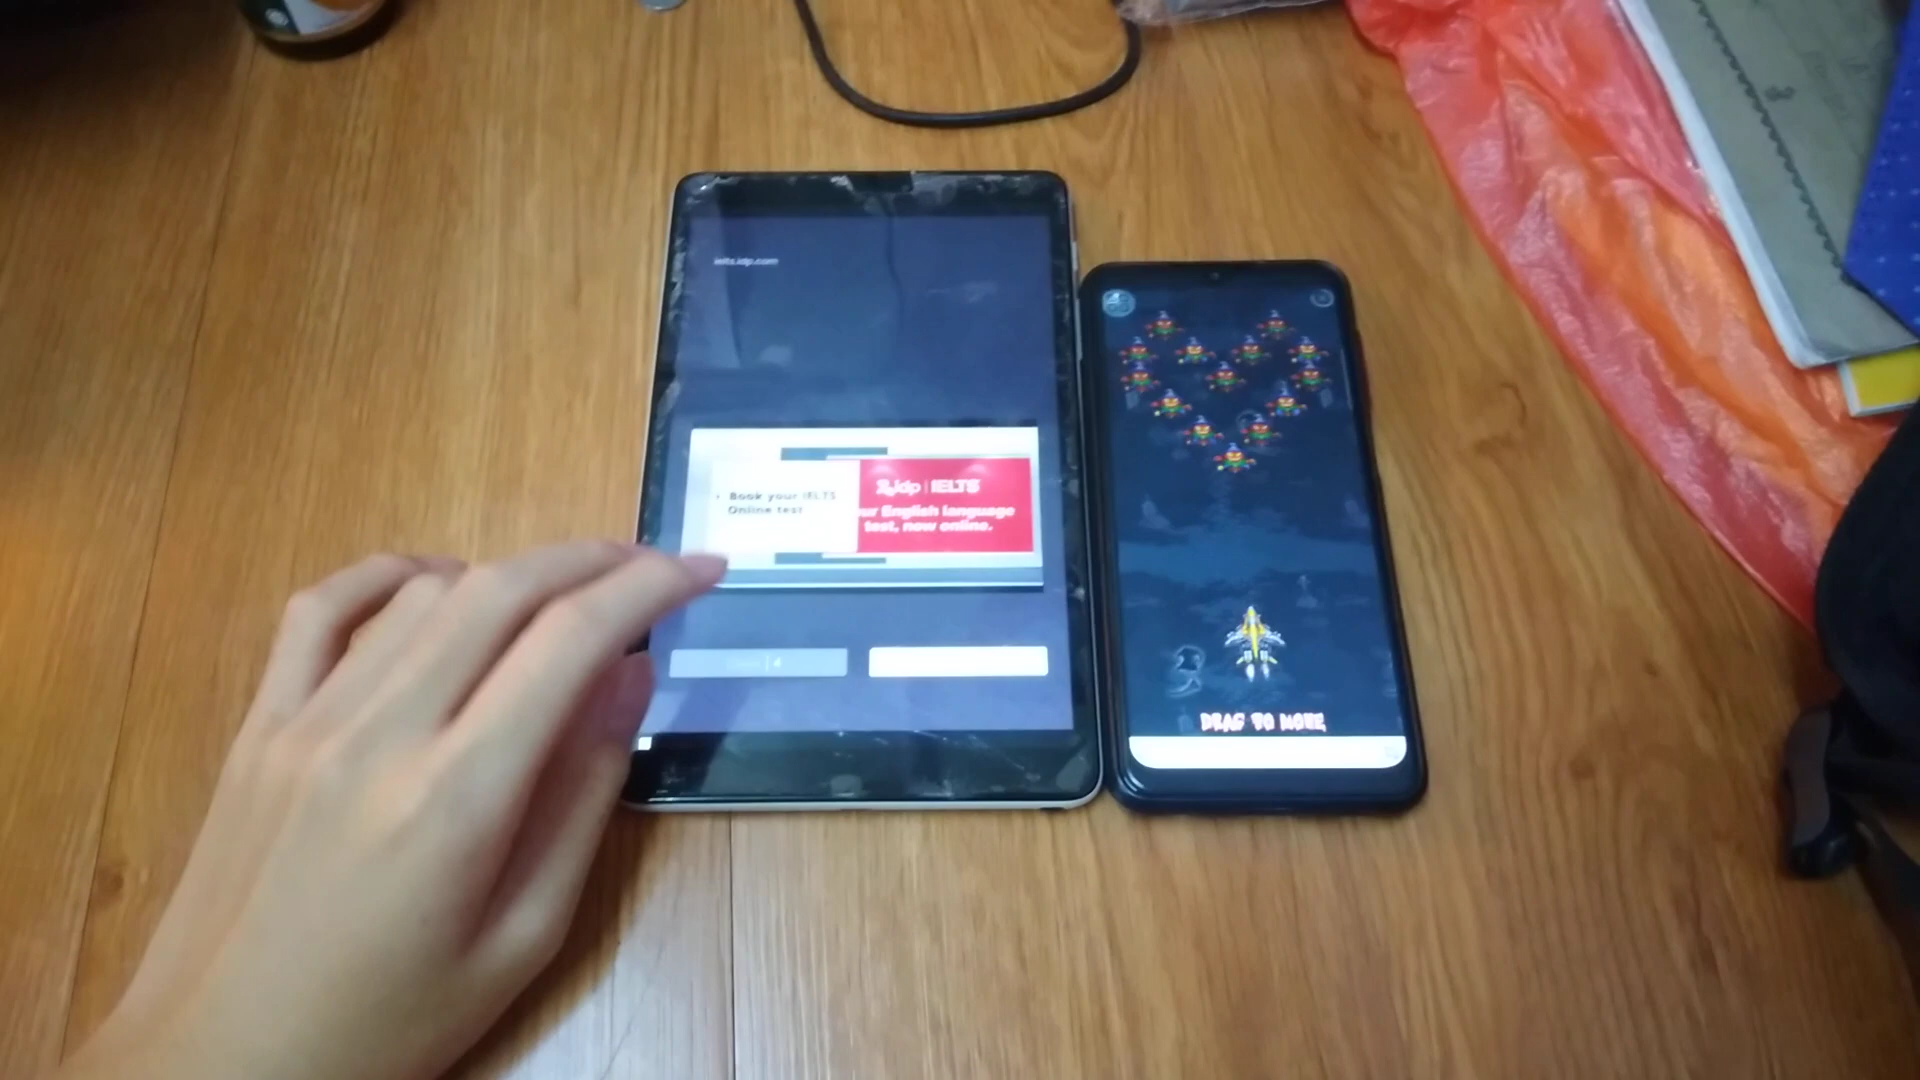 ielts.idp.com
Book your IELTS
Online test
idp | IELTS
ur English language
test, now online.
DRAG TO MOVE